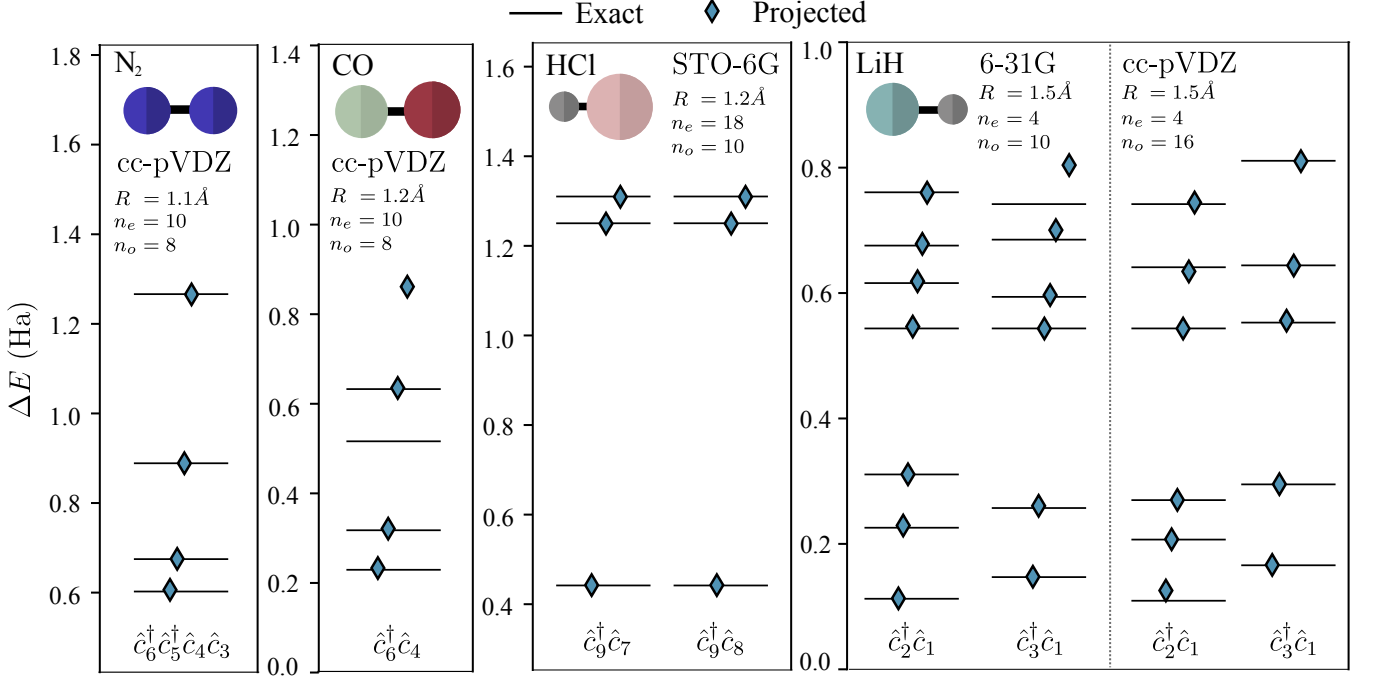 Exact Projected
ΔE (Ha)
1.8
1.6
1.4
1.2
1.0
0.8
0.6
N₂
cc-pVDZ
R = 1.1Å
nₑ = 10
nₒ = 8
ĉ₆†ĉ₅†ĉ₄ĉ₃
1.4
1.2
1.0
0.8
0.6
0.4
0.2
0.0
CO
cc-pVDZ
R = 1.2Å
nₑ = 10
nₒ = 8
ĉ₆†ĉ₄
1.6
1.4
1.2
1.0
0.8
0.6
0.4
HCl STO-6G
R = 1.2Å
nₑ = 18
nₒ = 10
ĉ₉†ĉ₇ ĉ₉†ĉ₈
1.0
0.8
0.6
0.4
0.2
0.0
LiH 6-31G
R = 1.5Å
nₑ = 4
nₒ = 10
ĉ₂†ĉ₁ ĉ₃†ĉ₁
cc-pVDZ
R = 1.5Å
nₑ = 4
nₒ = 16
ĉ₂†ĉ₁ ĉ₃†ĉ₁